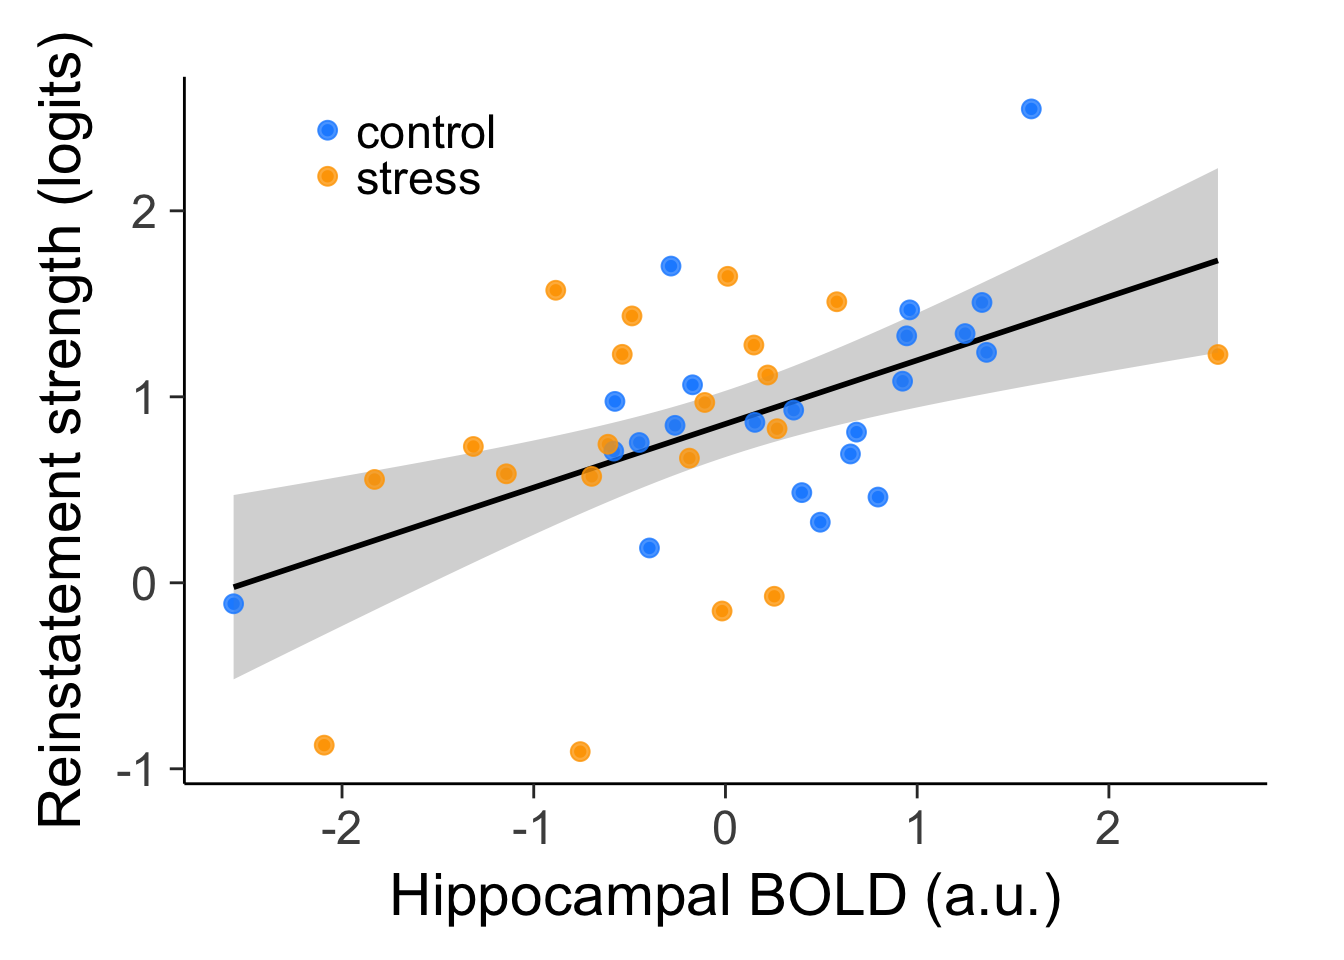 Reinstatement strength (logits)
control
stress
2
1
0
-1
-2
-1
0
1
2
Hippocampal BOLD (a.u.)